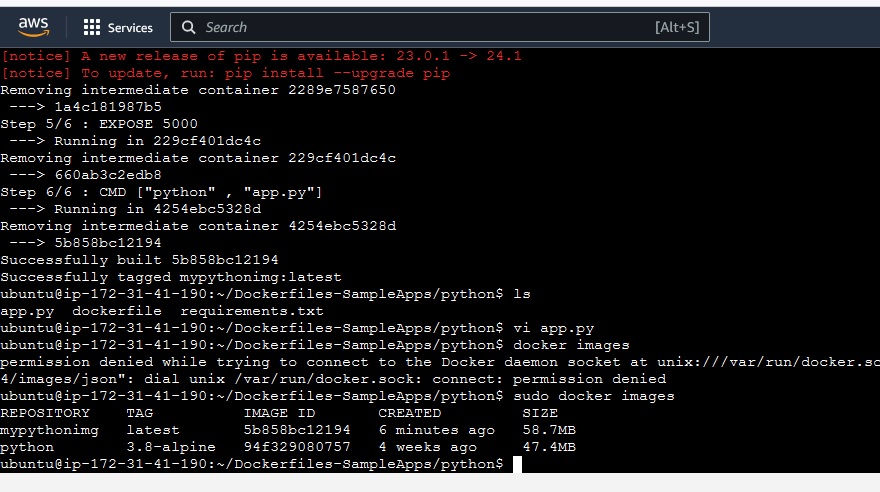 aws
Services
Search
[Alt+S]
[notice] A new release of pip is available: 23.0.1 -> 24.1
[notice] To update, run: pip install --upgrade pip
Removing intermediate container 2289e7587650
---> 1a4c181987b5
Step 5/6 : EXPOSE 5000
---> Running in 229cf401dc4c
Removing intermediate container 229cf401dc4c
---> 660ab3c2edb8
Step 6/6 : CMD ["python" , "app.py"]
---> Running in 4254ebc5328d
Removing intermediate container 4254ebc5328d
---> 5b858bc12194
Successfully built 5b858bc12194
Successfully tagged mypythonimg:latest
ubuntu@ip-172-31-41-190:~/Dockerfiles-SampleApps/python$ ls
app.py dockerfile requirements.txt
ubuntu@ip-172-31-41-190:~/Dockerfiles-SampleApps/python$ vi app.py
ubuntu@ip-172-31-41-190:~/Dockerfiles-SampleApps/python$ docker images
permission denied while trying to connect to the Docker daemon socket at unix:///var/run/docker.so
4/images/json": dial unix /var/run/docker.sock: connect: permission denied
ubuntu@ip-172-31-41-190:~/Dockerfiles-SampleApps/python$ sudo docker images
REPOSITORY TAG IMAGE ID CREATED SIZE
mypythonimg latest 5b858bc12194 6 minutes ago 58.7MB
python 3.8-alpine 94f329080757 4 weeks ago 47.4MB
ubuntu@ip-172-31-41-190:~/Dockerfiles-SampleApps/python$